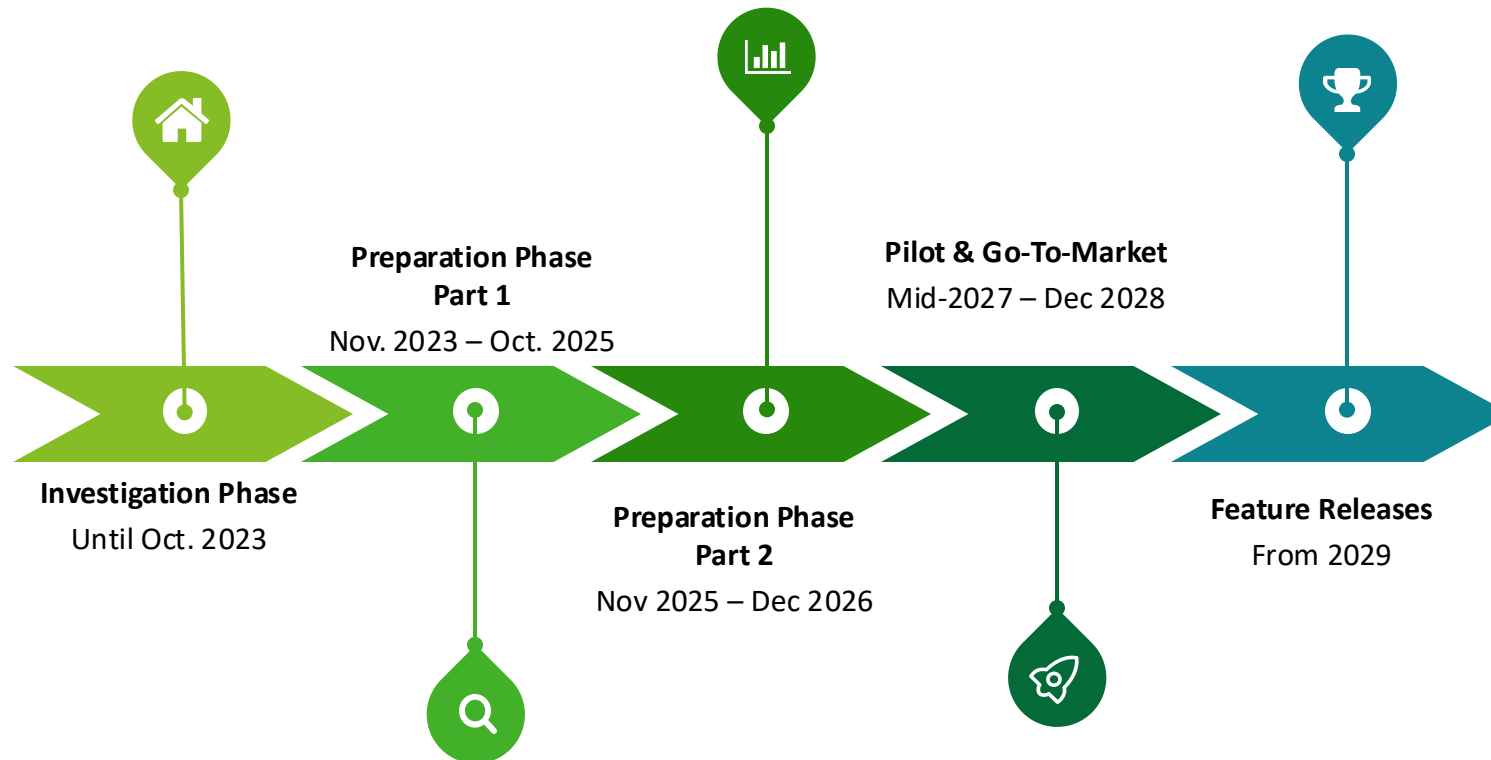 Investigation Phase
Until Oct. 2023
Preparation Phase
Part 1
Nov. 2023 – Oct. 2025
Preparation Phase
Part 2
Nov 2025 – Dec 2026
Pilot & Go-To-Market
Mid-2027 – Dec 2028
Feature Releases
From 2029